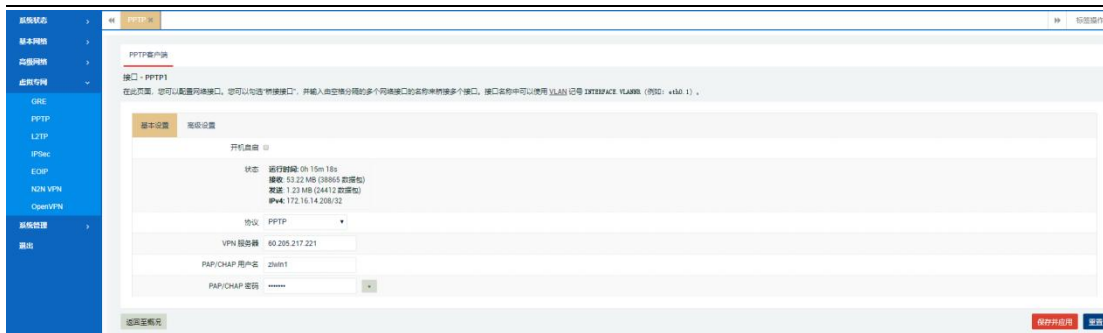 系统状态
基本网络
高级网络
虚拟专网
GRE
PPTP
L2TP
IPSec
EOIP
N2N VPN
OpenVPN
系统管理
退出
PPTP
标签操作
PPTP客户端
接口 - PPTP1
在此页面，您可以配置网络接口。您可以勾选“桥接接口”，并输入由空格分隔的多个网络接口的名称来桥接多个接口。接口名称中可以使用 VLAN 记号 INTERFACE.VLANNR（例如：eth0.1）。
基本设置 高级设置
开机自启
状态 运行时间: 0h 15m 18s
接收: 53.22 MB (38865 数据包)
发送: 1.23 MB (24412 数据包)
IPv4: 172.16.14.208/32
协议 PPTP
VPN 服务器 60.205.217.221
PAP/CHAP 用户名 zlwin1
PAP/CHAP 密码 •••••••
返回至概况 保存并应用 重置